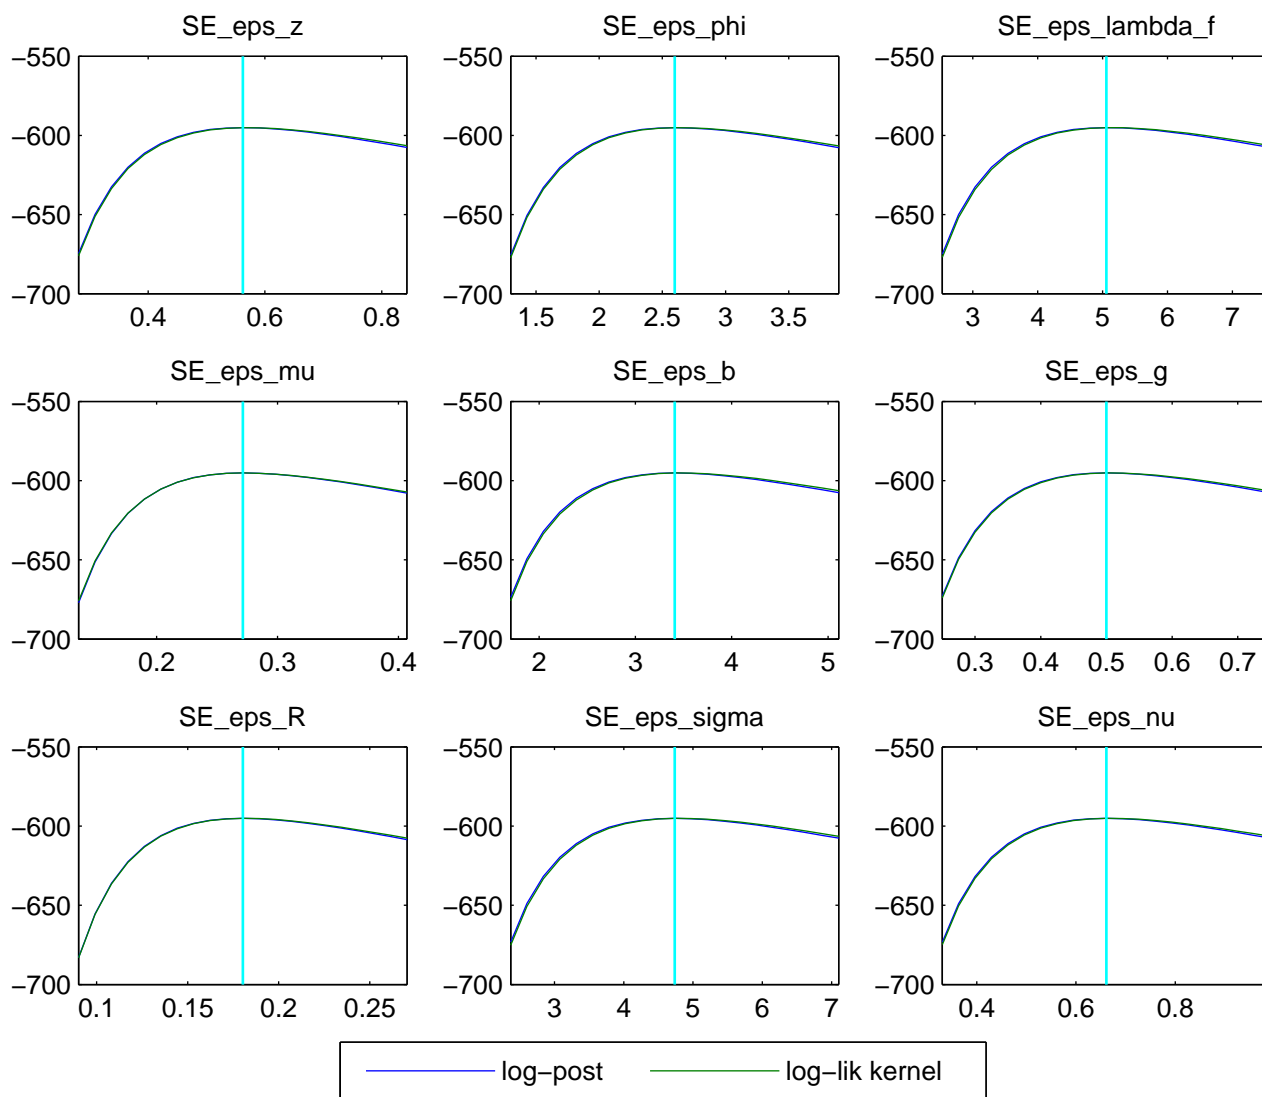 SE_eps_z SE_eps_phi SE_eps_lambda_f
−550 −550 −550
−600 −600 −600
−650 −650 −650
−700 −700 −700
0.4 0.6 0.8 1.5 2 2.5 3 3.5 3 4 5 6 7
SE_eps_mu SE_eps_b SE_eps_g
−550 −550 −550
−600 −600 −600
−650 −650 −650
−700 −700 −700
0.2 0.3 0.4 2 3 4 5 0.3 0.4 0.5 0.6 0.7
SE_eps_R SE_eps_sigma SE_eps_nu
−550 −550 −550
−600 −600 −600
−650 −650 −650
−700 −700 −700
0.1 0.15 0.2 0.25 3 4 5 6 7 0.4 0.6 0.8
log−post log−lik kernel